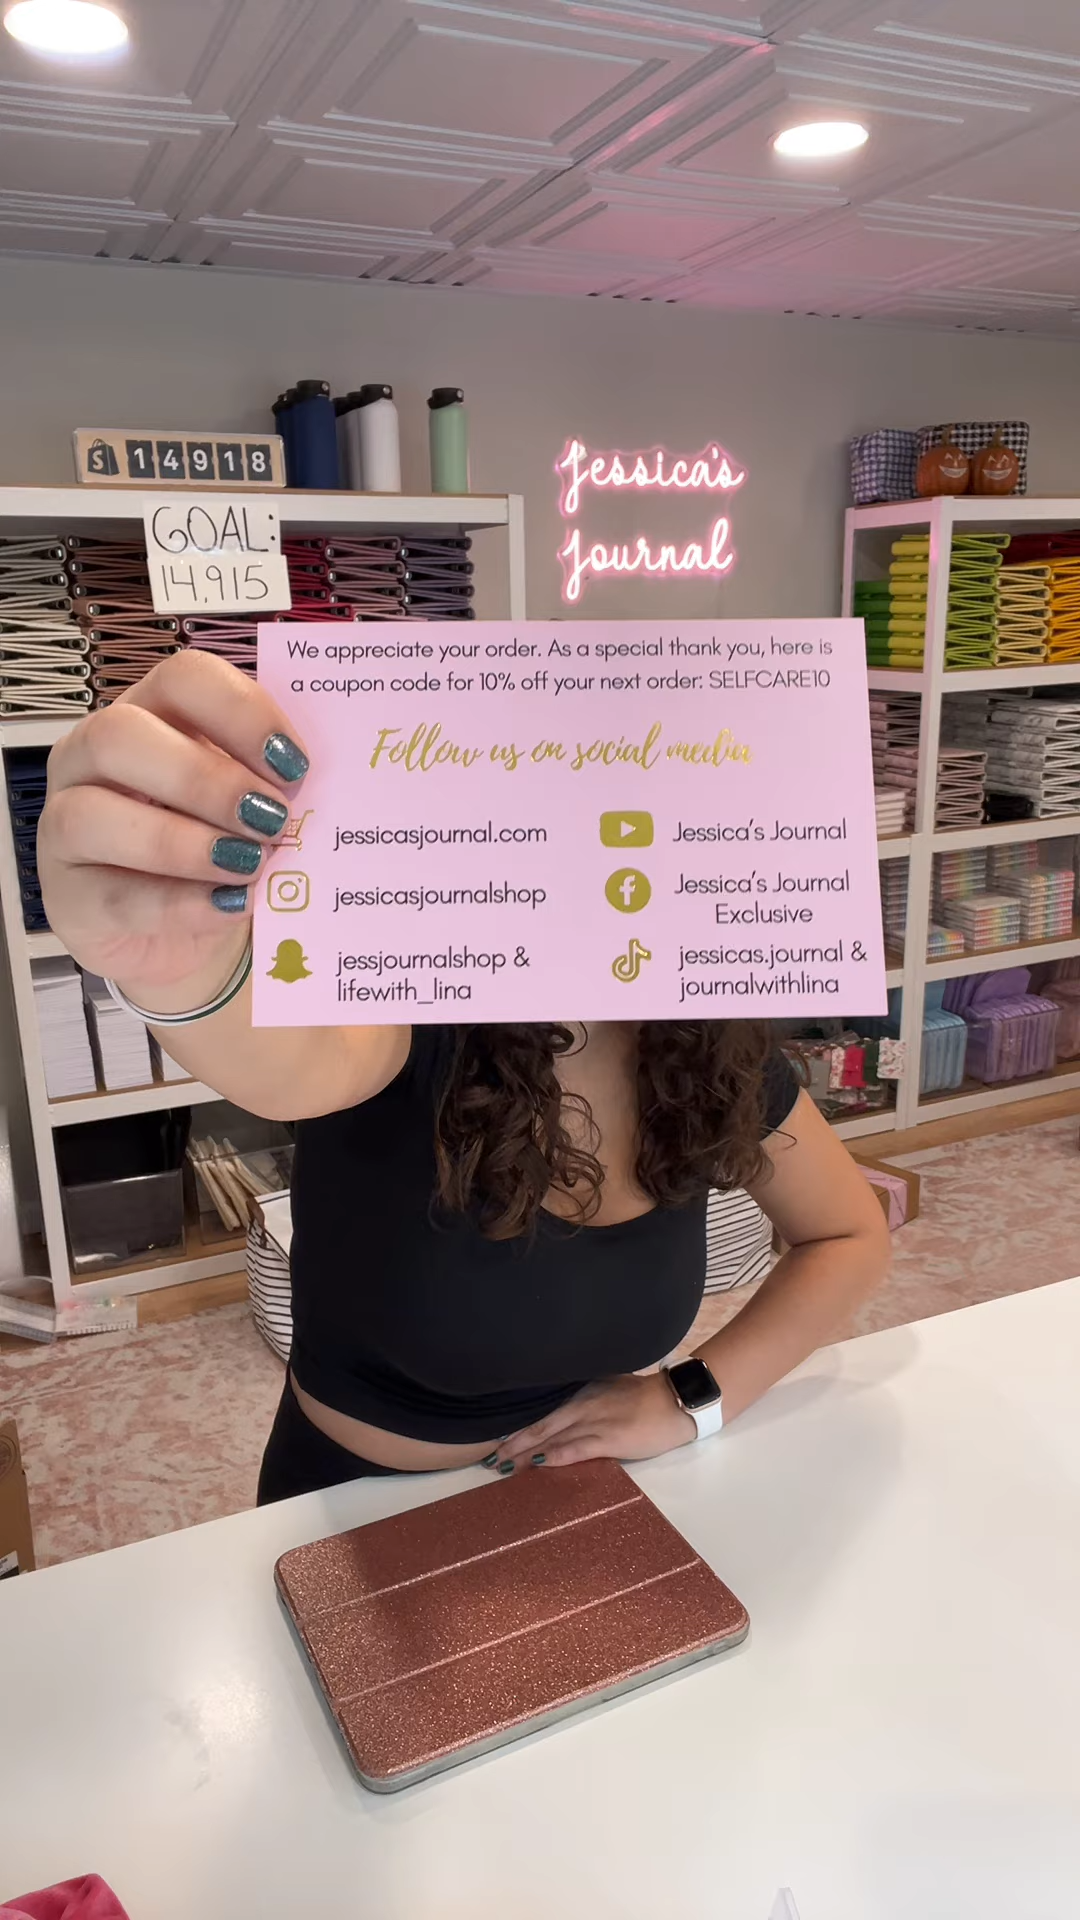 S 14918
GOAL:
14,915
Jessica's
Journal
We appreciate your order. As a special thank you, here is
a coupon code for 10% off your next order: SELFCARE10
Follow us on social media
jessicasjournal.com
Jessica's Journal
jessicasjournalshop
Jessica's Journal
Exclusive
jessjournalshop &
lifewith_lina
jessicas.journal &
journalwithlina